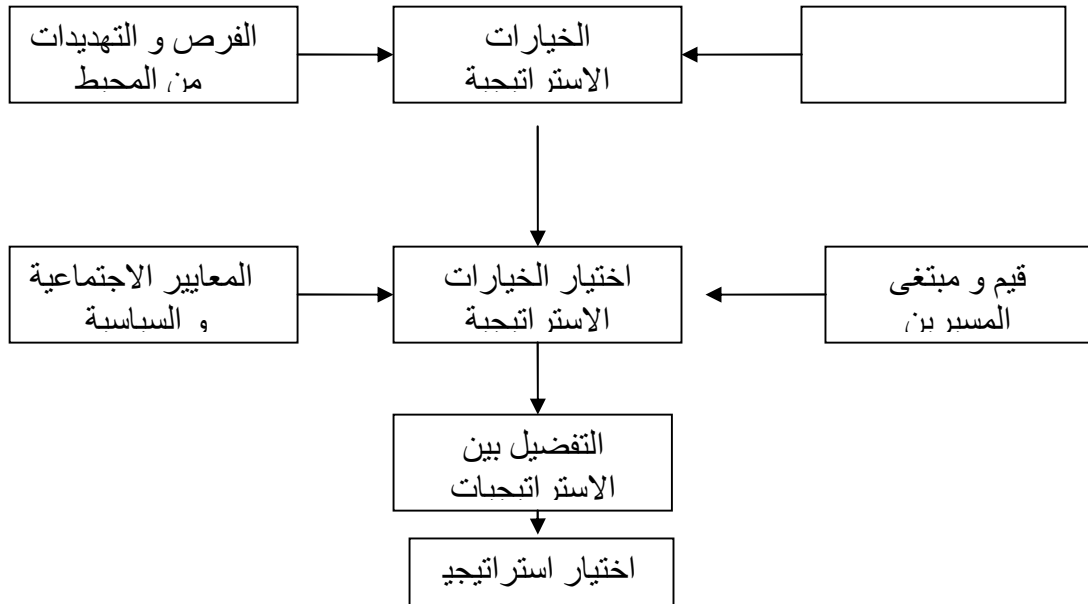 الفرص و التهديدات
من المحيط
الخيارات
الاستراتيجية
المعايير الاجتماعية
و السياسية
اختيار الخيارات
الاستراتيجية
قيم و مبتغى
المسيرين
التفضيل بين
الاستراتيجيات
اختيار استراتيجي